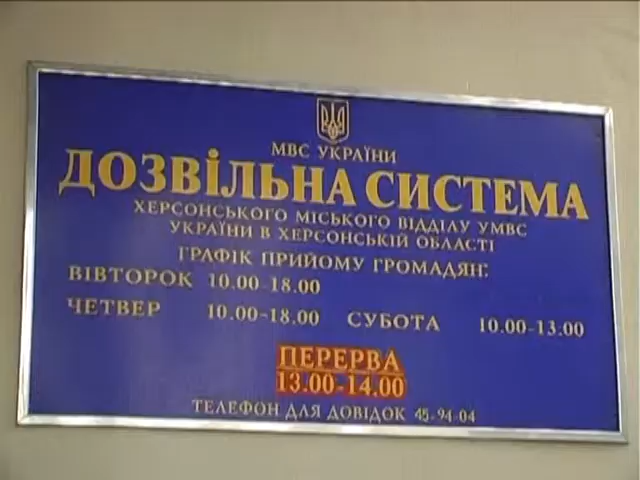 МВС УКРАЇНИ
ДОЗВІЛЬНА СИСТЕМА
ХЕРСОНСЬКОГО МІСЬКОГО ВІДДІЛУ УМВС
УКРАЇНИ В ХЕРСОНСЬКІЙ ОБЛАСТІ
ГРАФІК ПРИЙОМУ ГРОМАДЯН:
ВІВТОРОК 10.00-18.00
ЧЕТВЕР 10.00-18.00 СУБОТА 10.00-13.00
ПЕРЕРВА
13.00-14.00
ТЕЛЕФОН ДЛЯ ДОВІДОК 45-94-04